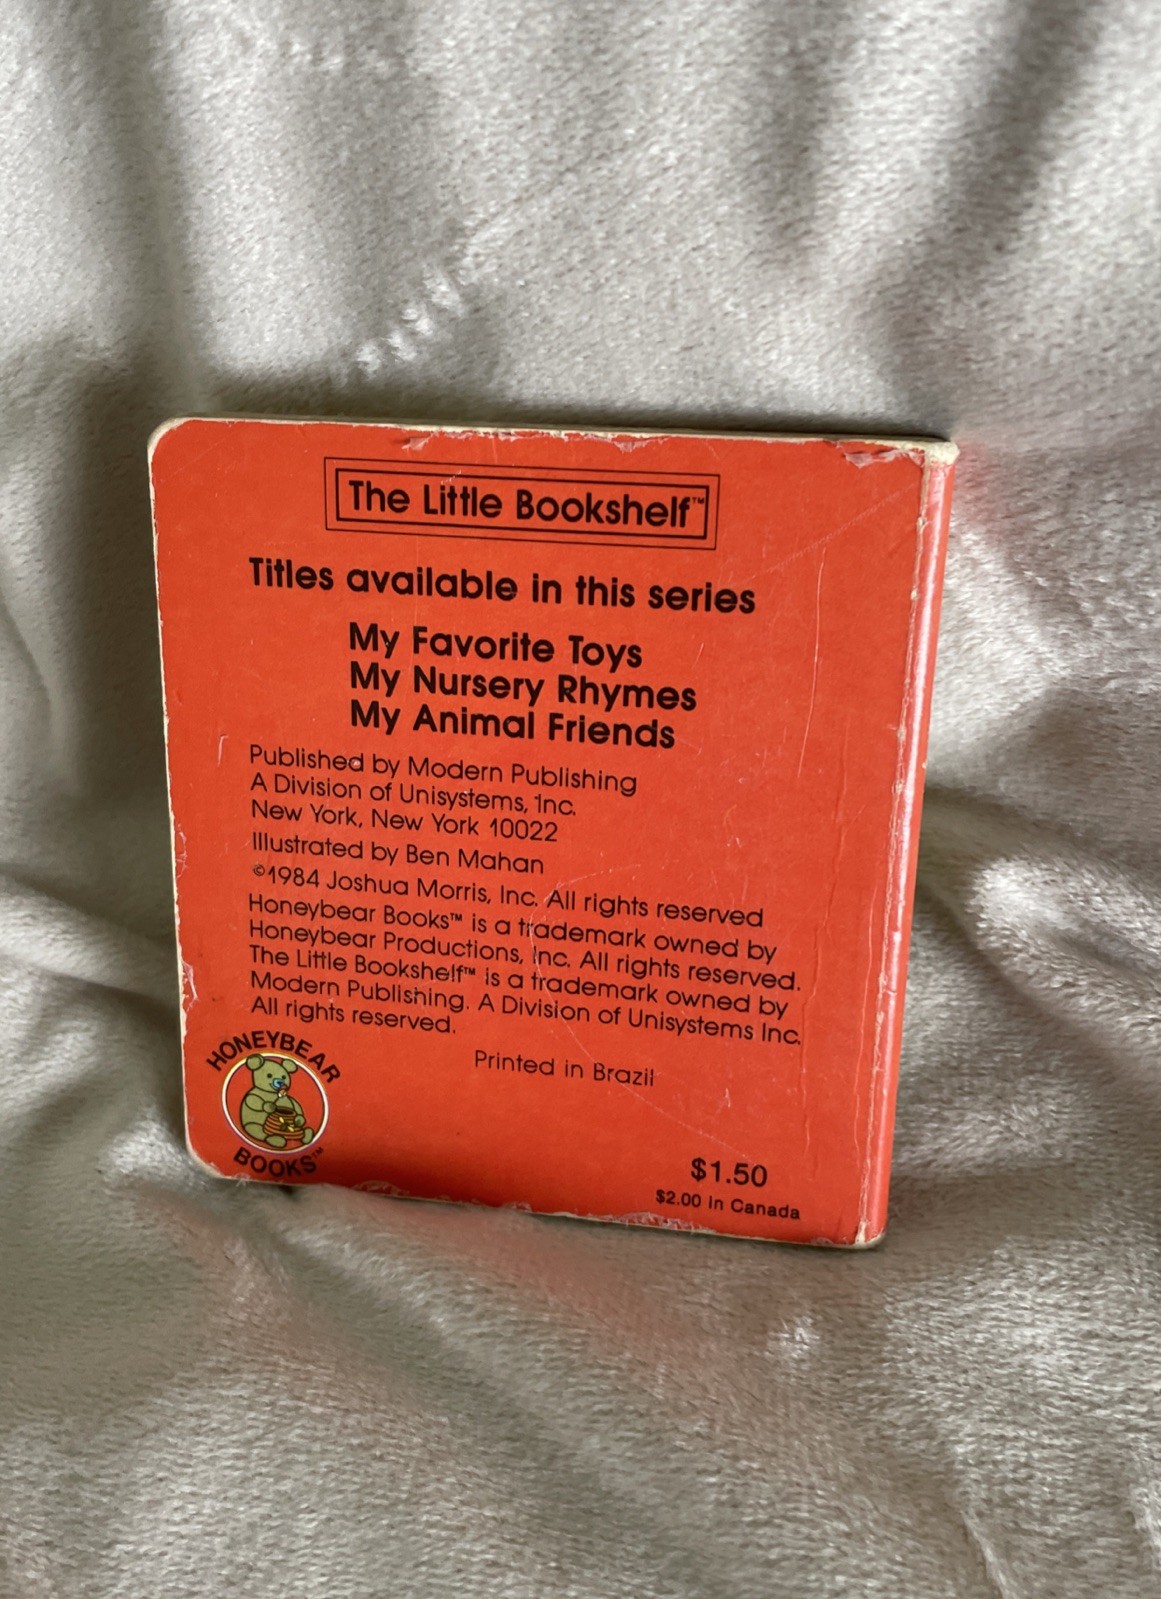 The Little Bookshelf™
Titles available in this series
My Favorite Toys
My Nursery Rhymes
My Animal Friends
Published by Modern Publishing
A Division of Unisystems, Inc.
New York, New York 10022
Illustrated by Ben Mahan
©1984 Joshua Morris, Inc. All rights reserved
Honeybear Books™ is a trademark owned by
Honeybear Productions, Inc. All rights reserved.
The Little Bookshelf™ is a trademark owned by
Modern Publishing. A Division of Unisystems Inc.
All rights reserved.
Printed in Brazil
HONEYBEAR
BOOKS™
$1.50
$2.00 in Canada